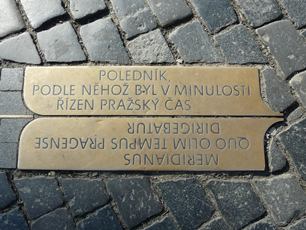 POLEDNÍK,
PODLE NĚHOŽ BYL V MINULOSTI
ŘÍZEN PRAŽSKÝ ČAS
MERIDIANUS
QUO OLIM TEMPUS PRAGENSE
DIRIGEBATUR